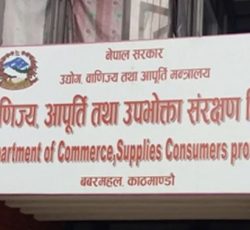 नेपाल सरकार
उद्योग, वाणिज्य तथा आपूर्ति मन्त्रालय
णिज्य, आपूर्ति तथा उपभोक्ता संरक्षण वि
partment of Commerce,Supplies Consumers pro
बबरमहल, काठमाण्डौ